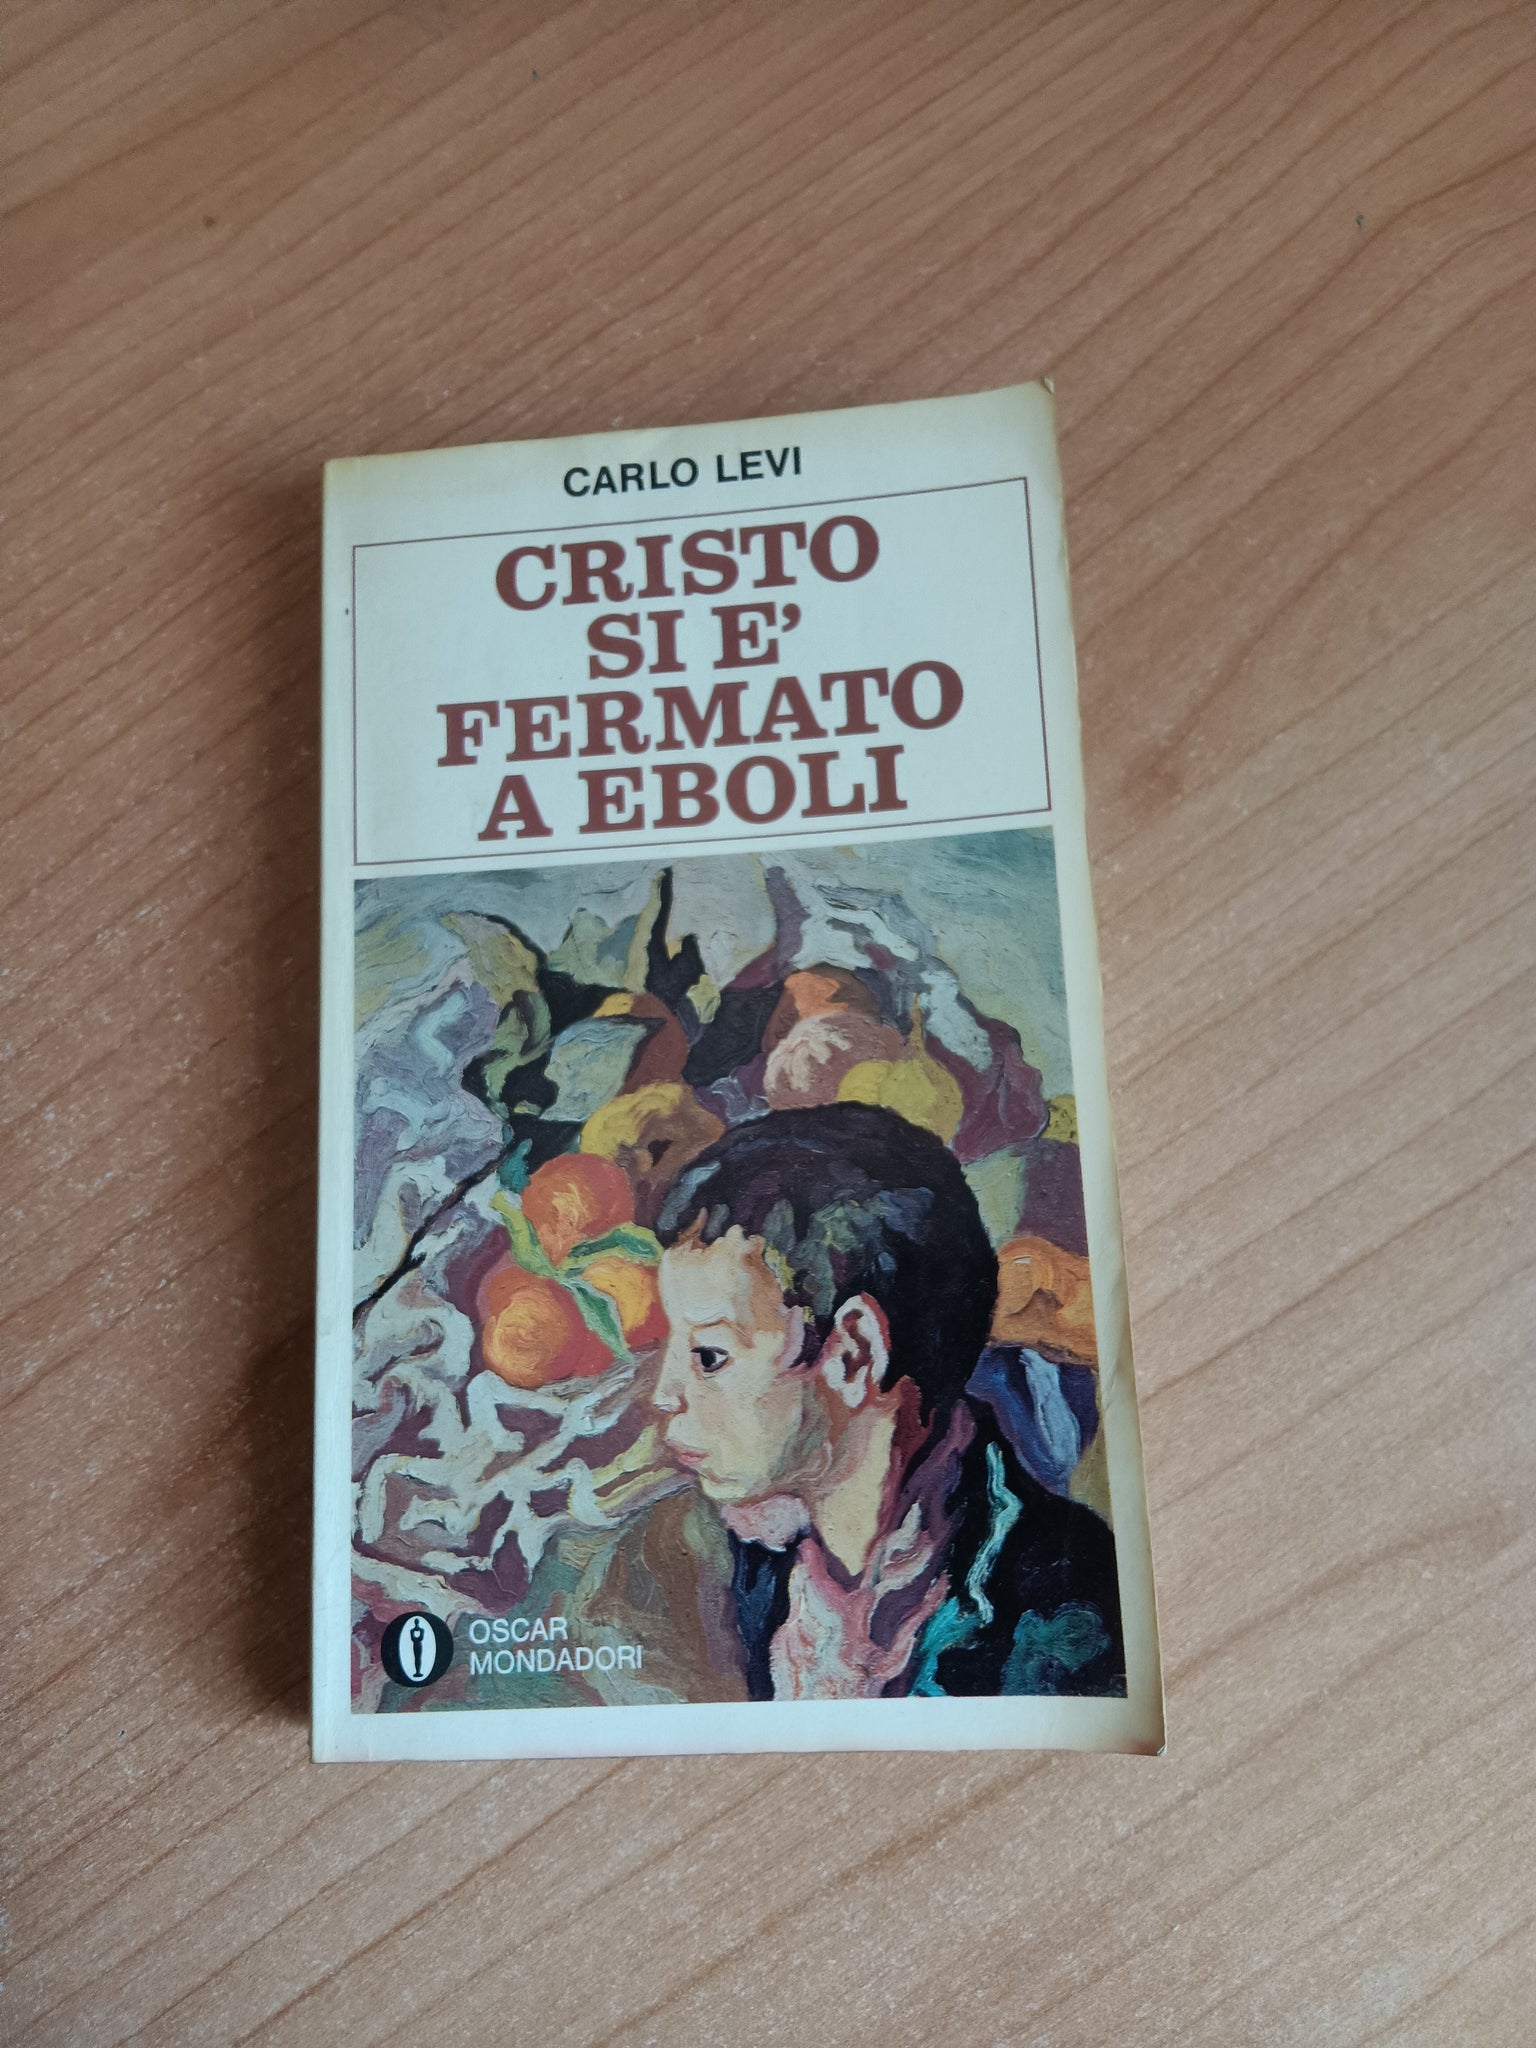 CARLO LEVI
CRISTO
SI E'
FERMATO
A EBOLI
OSCAR
MONDADORI